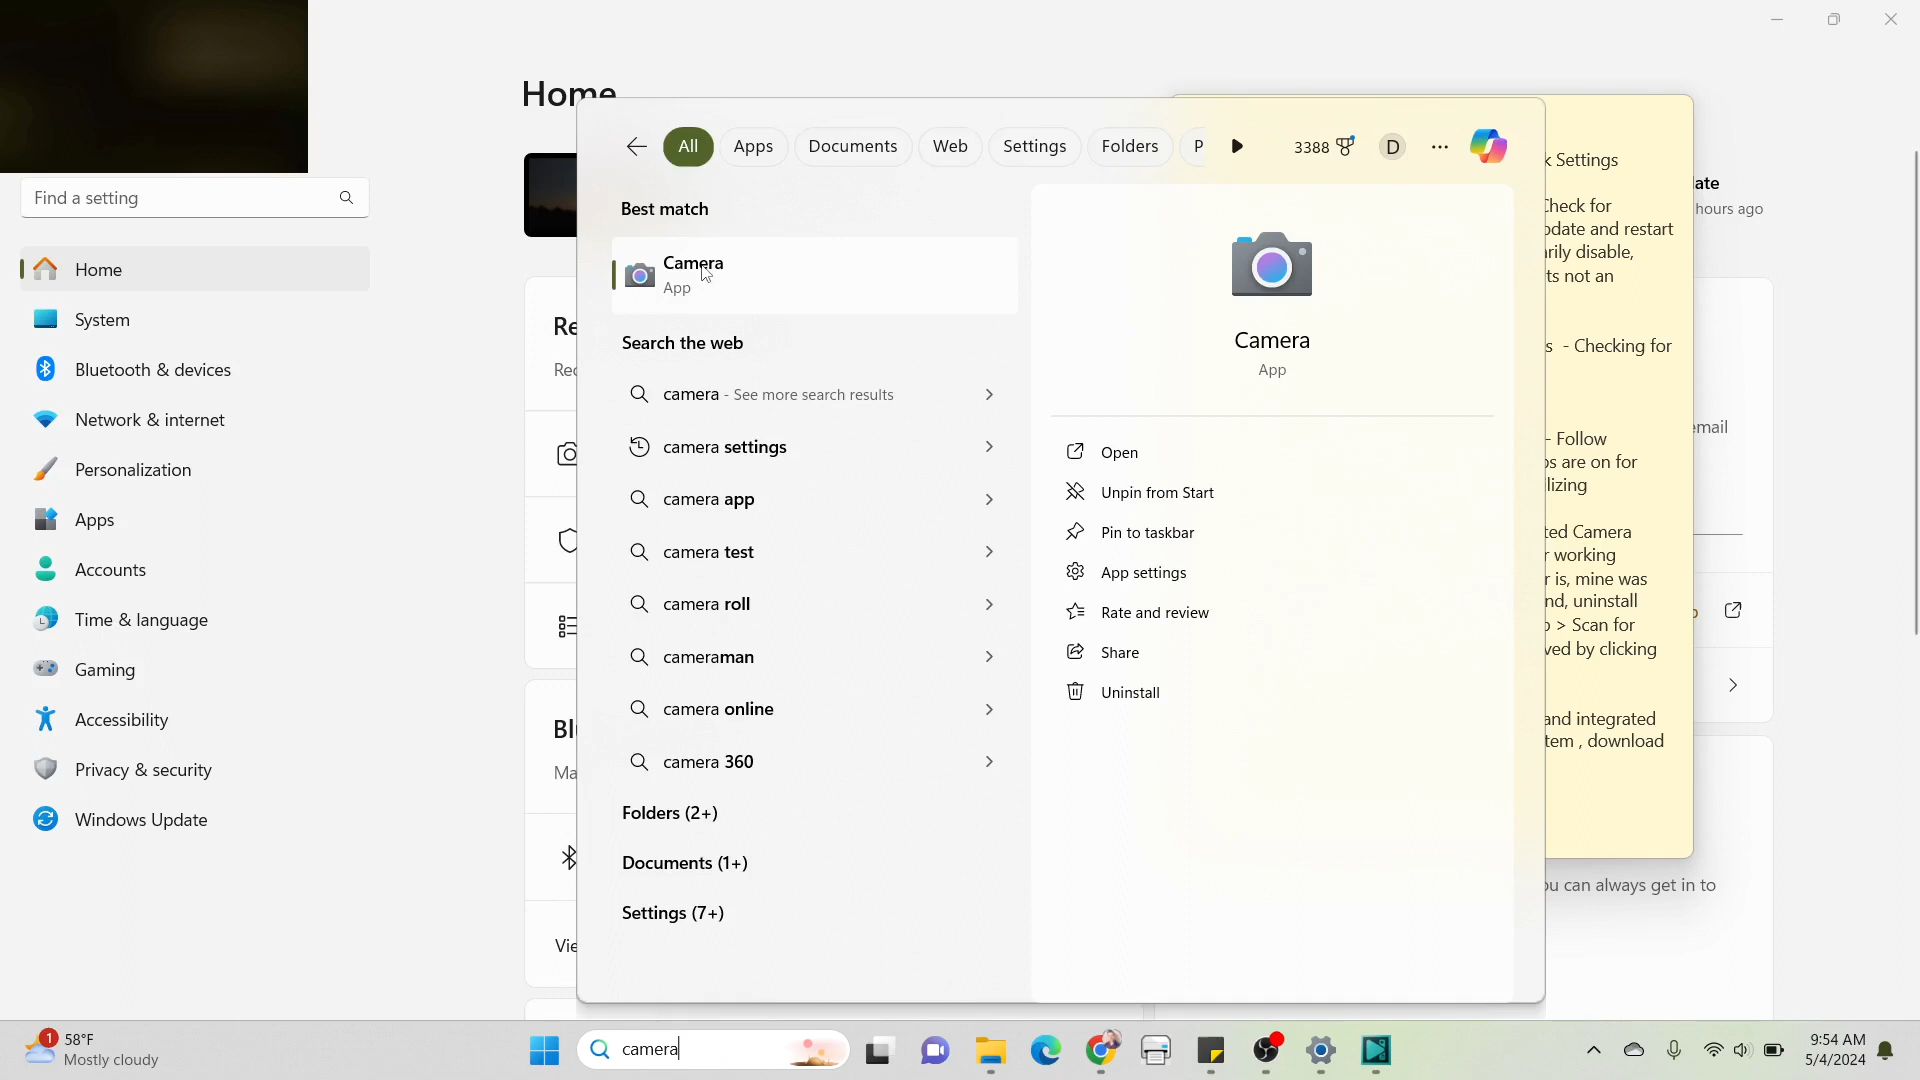 Home
Find a setting
Home
System
Bluetooth & devices
Network & internet
Personalization
Apps
Accounts
Time & language
Gaming
Accessibility
Privacy & security
Windows Update
All
Apps
Documents
Web
Settings
Folders
P
3388
D
Best match
Camera
App
Search the web
camera - See more search results
camera settings
camera app
camera test
camera roll
cameraman
camera online
camera 360
Folders (2+)
Documents (1+)
Settings (7+)
Camera
App
Open
Unpin from Start
Pin to taskbar
App settings
Rate and review
Share
Uninstall
k Settings
Check for
pdate and restart
rily disable,
ts not an
s - Checking for
- Follow
ps are on for
lizing
ted Camera
r working
r is, mine was
nd, uninstall
> Scan for
ved by clicking
and integrated
tem , download
late
hours ago
email
ou can always get in to
Re
Rec
Bl
Ma
Vie
1
58°F
Mostly cloudy
camera
9:54 AM
5/4/2024